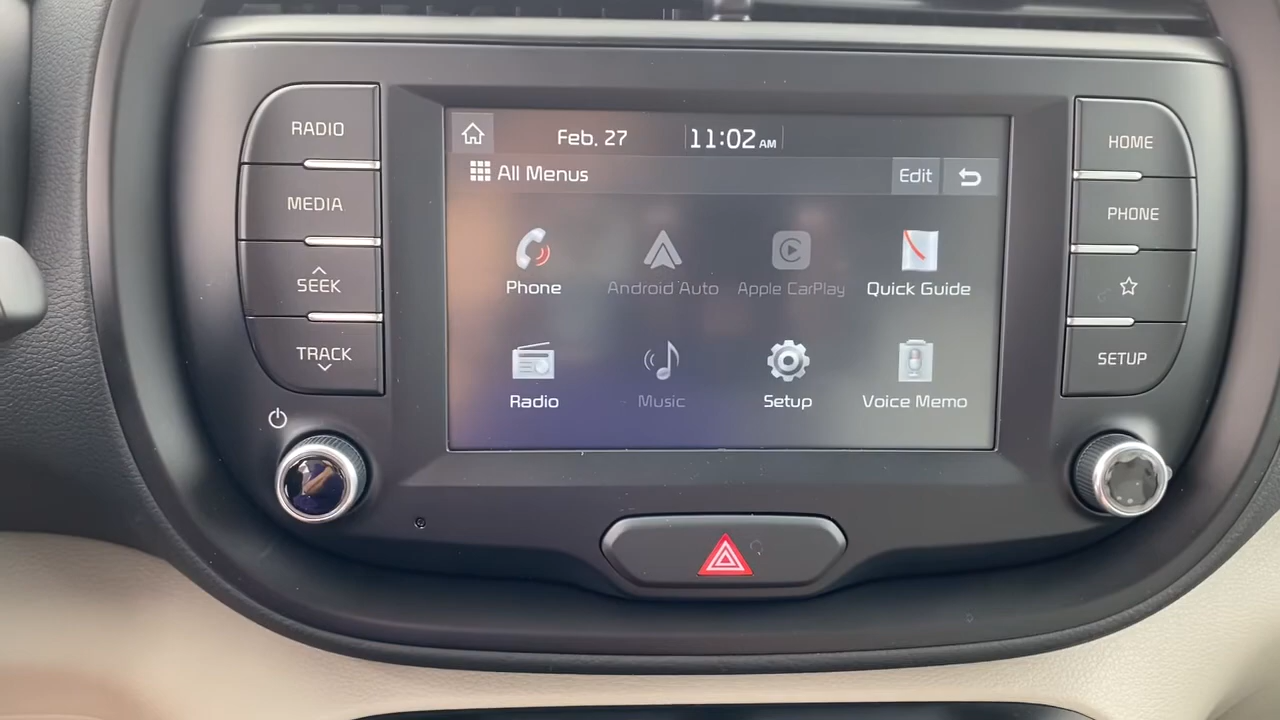 RADIO
MEDIA
SEEK
TRACK
Feb. 27 11:02 AM
All Menus Edit
Phone Android Auto Apple CarPlay Quick Guide
Radio Music Setup Voice Memo
HOME
PHONE
SETUP